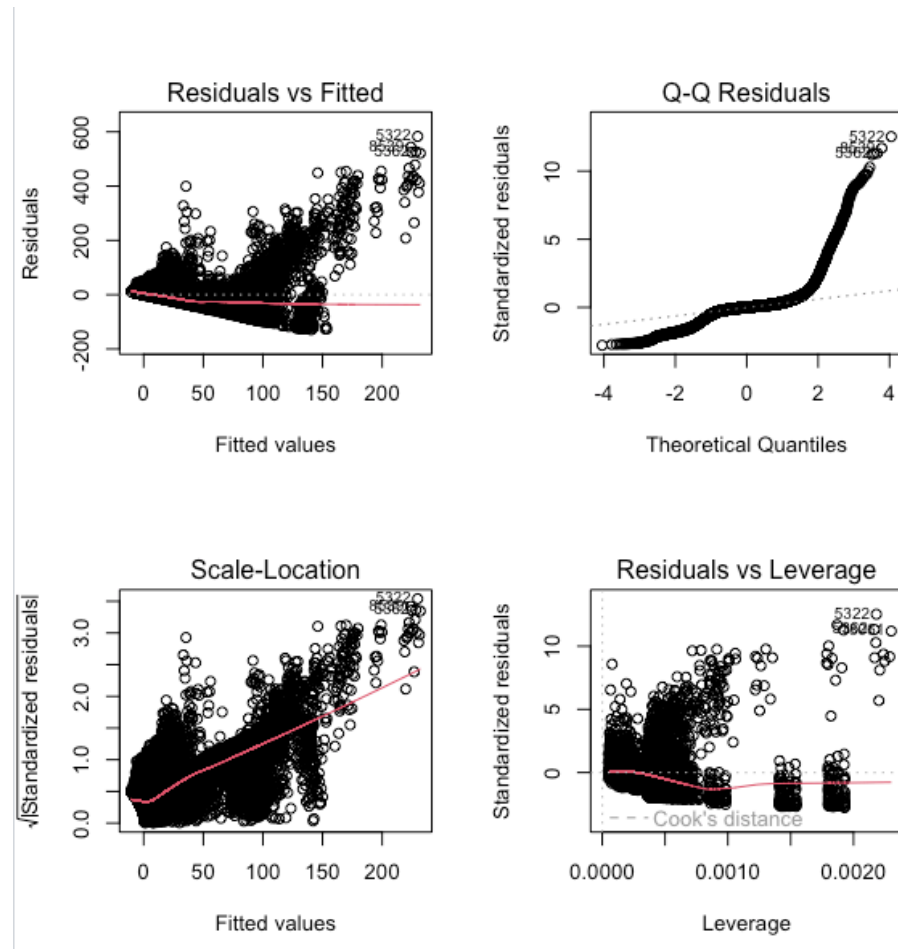 Residuals vs Fitted
Residuals
600
400
200
0
-200
5322
0
50
100
150
200
Fitted values
Q-Q Residuals
Standardized residuals
10
5
0
5322
-4
-2
0
2
4
Theoretical Quantiles
Scale-Location
√|Standardized residuals|
3.0
2.0
1.0
0.0
5322
0
50
100
150
200
Fitted values
Residuals vs Leverage
Standardized residuals
10
5
0
5322
Cook's distance
0.0000
0.0010
0.0020
Leverage